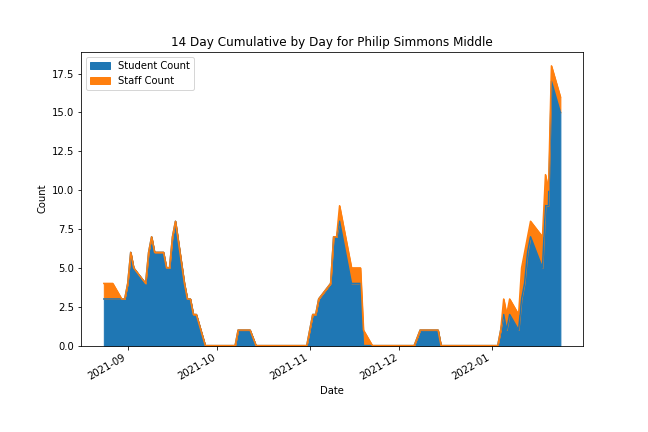 14 Day Cumulative by Day for Philip Simmons Middle
Student Count
Staff Count
17.5
15.0
12.5
10.0
7.5
5.0
2.5
0.0
Count
2021-09
2021-10
2021-11
2021-12
2022-01
Date